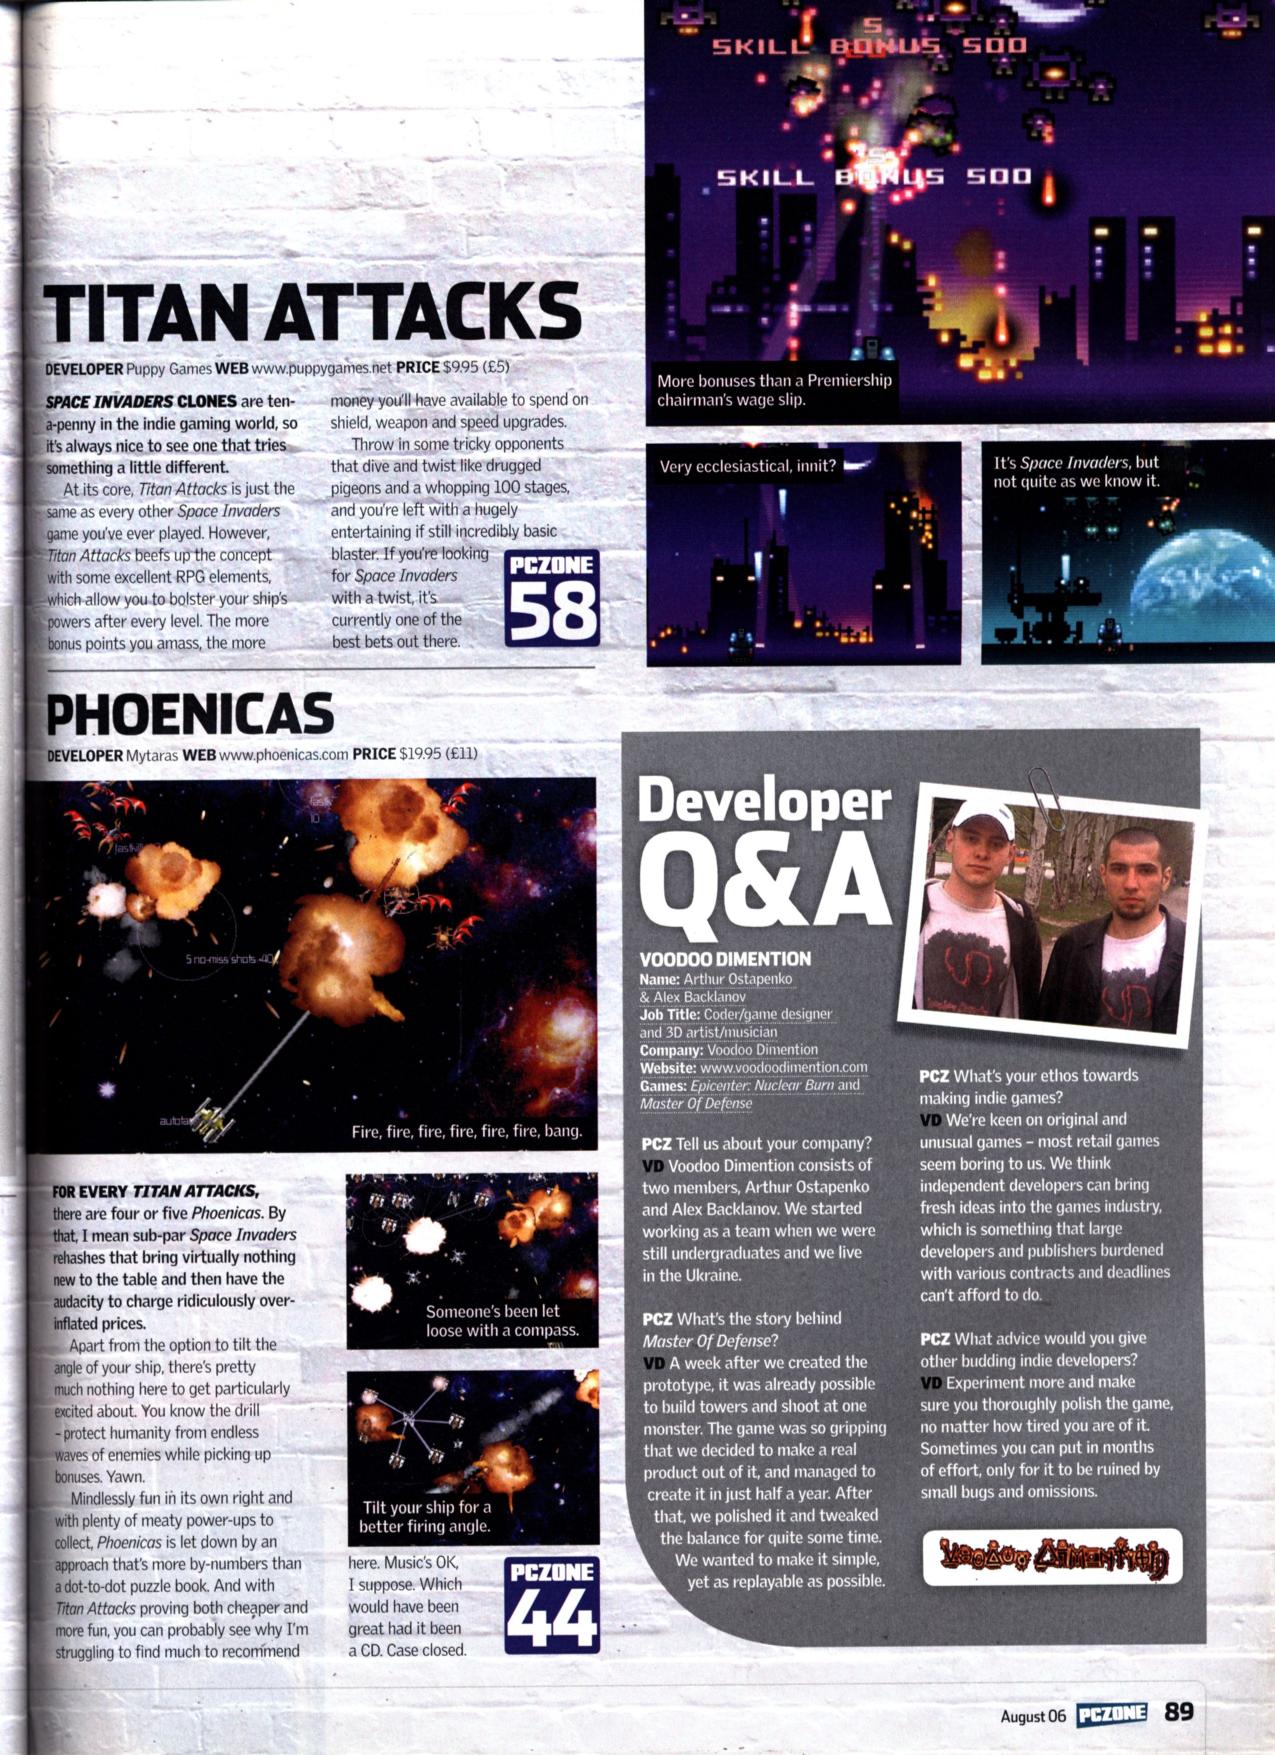 5
SKILL BONUS 500
5
SKILL BONUS 500
More bonuses than a Premiership
chairman's wage slip.
TITAN ATTACKS
DEVELOPER Puppy Games WEB www.puppygames.net PRICE $9.95 (£5)
SPACE INVADERS CLONES are ten-
a-penny in the indie gaming world, so
it's always nice to see one that tries
something a little different.
At its core, Titan Attacks is just the
same as every other Space Invaders
game you've ever played. However,
Titan Attacks beefs up the concept
with some excellent RPG elements,
which allow you to bolster your ship's
powers after every level. The more
bonus points you amass, the more
money you'll have available to spend on
shield, weapon and speed upgrades.
Throw in some tricky opponents
that dive and twist like drugged
pigeons and a whopping 100 stages,
and you're left with a hugely
entertaining if still incredibly basic
blaster. If you're looking
for Space Invaders
with a twist, it's
currently one of the
best bets out there.
PCZONE
58
Very ecclesiastical, innit?
It's Space Invaders, but
not quite as we know it.
PHOENICAS
DEVELOPER Mytaras WEB www.phoenicas.com PRICE $19.95 (£11)
10
5 no-miss shots -40
Fire, fire, fire, fire, fire, fire, bang.
FOR EVERY TITAN ATTACKS,
there are four or five Phoenicas. By
that, I mean sub-par Space Invaders
rehashes that bring virtually nothing
new to the table and then have the
audacity to charge ridiculously over-
inflated prices.
Apart from the option to tilt the
angle of your ship, there's pretty
much nothing here to get particularly
excited about. You know the drill
– protect humanity from endless
waves of enemies while picking up
bonuses. Yawn.
Mindlessly fun in its own right and
with plenty of meaty power-ups to
collect, Phoenicas is let down by an
approach that's more by-numbers than
a dot-to-dot puzzle book. And with
Titan Attacks proving both cheaper and
more fun, you can probably see why I'm
struggling to find much to recommend
Someone's been let
loose with a compass.
Tilt your ship for a
better firing angle.
here. Music's OK,
I suppose. Which
would have been
great had it been
a CD. Case closed.
PCZONE
44
Developer
Q&A
VOODOO DIMENTION
Name: Arthur Ostapenko
& Alex Backlanov
Job Title: Coder/game designer
and 3D artist/musician
Company: Voodoo Dimention
Website: www.voodoodimention.com
Games: Epicenter: Nuclear Burn and
Master Of Defense
PCZ Tell us about your company?
VD Voodoo Dimention consists of
two members, Arthur Ostapenko
and Alex Backlanov. We started
working as a team when we were
still undergraduates and we live
in the Ukraine.
PCZ What's the story behind
Master Of Defense?
VD A week after we created the
prototype, it was already possible
to build towers and shoot at one
monster. The game was so gripping
that we decided to make a real
product out of it, and managed to
create it in just half a year. After
that, we polished it and tweaked
the balance for quite some time.
We wanted to make it simple,
yet as replayable as possible.
PCZ What's your ethos towards
making indie games?
VD We're keen on original and
unusual games – most retail games
seem boring to us. We think
independent developers can bring
fresh ideas into the games industry,
which is something that large
developers and publishers burdened
with various contracts and deadlines
can't afford to do.
PCZ What advice would you give
other budding indie developers?
VD Experiment more and make
sure you thoroughly polish the game,
no matter how tired you are of it.
Sometimes you can put in months
of effort, only for it to be ruined by
small bugs and omissions.
Voodoo Dimention
August 06 PCZONE 89